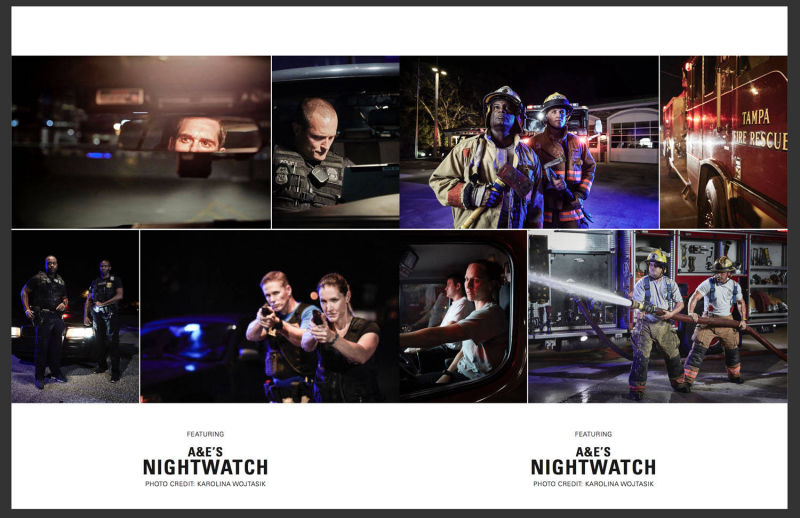 TAMPA
FIRE RESCUE
FEATURING
A&E'S
NIGHTWATCH
PHOTO CREDIT: KAROLINA WOJTASIK
FEATURING
A&E'S
NIGHTWATCH
PHOTO CREDIT: KAROLINA WOJTASIK